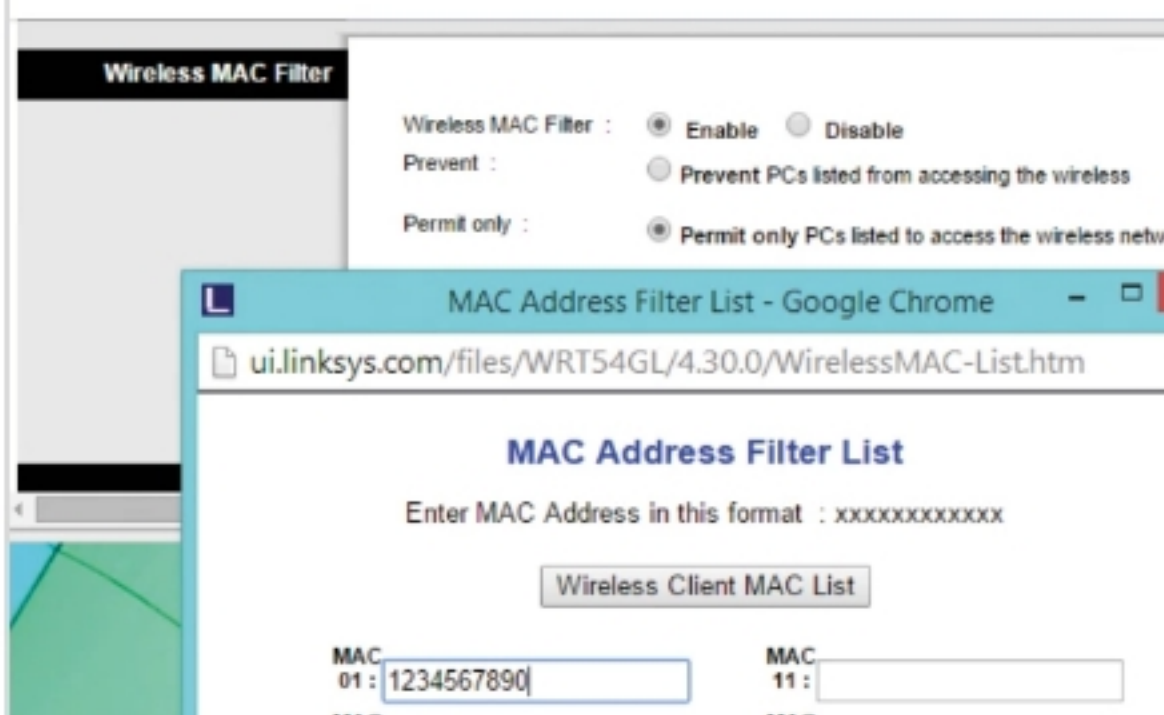 Wireless MAC Filter
Wireless MAC Filter :
Enable
Disable
Prevent :
Prevent PCs listed from accessing the wireless
Permit only :
Permit only PCs listed to access the wireless netw
L
MAC Address Filter List - Google Chrome
ui.linksys.com/files/WRT54GL/4.30.0/WirelessMAC-List.htm
MAC Address Filter List
Enter MAC Address in this format : xxxxxxxxxxxx
Wireless Client MAC List
MAC
01 : 1234567890
MAC
11 :